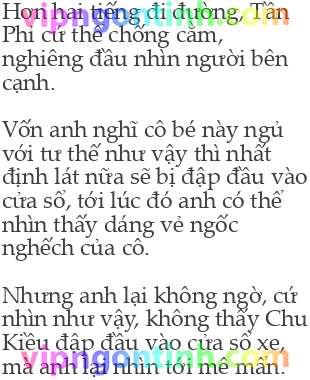 Hơn hai tiếng đi đường, Tần
Phi cứ thế chống cằm,
nghiêng đầu nhìn người bên
cạnh.
Vốn anh nghĩ cô bé này ngủ
với tư thế như vậy thì nhất
định lát nữa sẽ bị đập đầu vào
cửa sổ, tới lúc đó anh có thể
nhìn thấy dáng vẻ ngốc
nghếch của cô.
Nhưng anh lại không ngờ, cứ
nhìn như vậy, không thấy Chu
Kiều đập đầu vào cửa sổ xe,
mà anh lại nhìn tới mê mẩn.
vipngontinh.com
vipngontinh.com